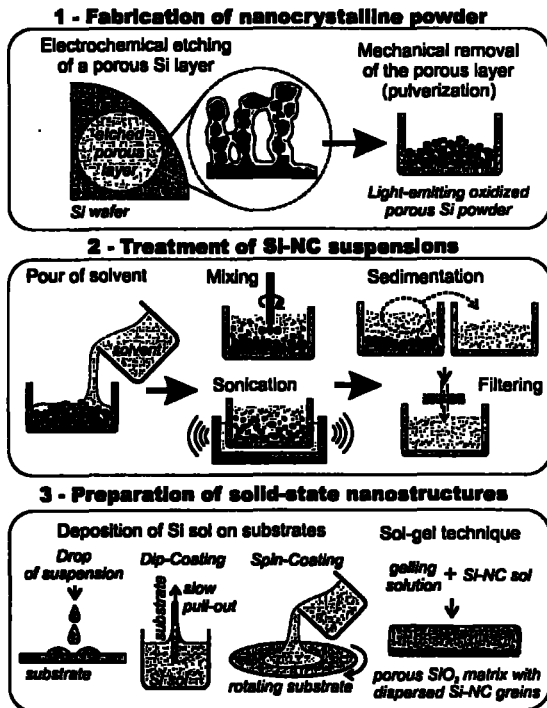 1 - Fabrication of nanocrystalline powder
Electrochemical etching
of a porous Si layer
etched
porous
layer
Si wafer
Mechanical removal
of the porous layer
(pulverization)
Light-emitting oxidized
porous Si powder
2 - Treatment of Si-NC suspensions
Pour of solvent
solvent
Mixing
Sonication
Sedimentation
Filtering
3 - Preparation of solid-state nanostructures
Deposition of Si sol on substrates
Drop
of suspension
substrate
Dip-Coating
substrate
slow
pull-out
Spin-Coating
rotating substrate
Sol-gel technique
gelling
solution + Si-NC sol
porous SiO₂ matrix with
dispersed Si-NC grains